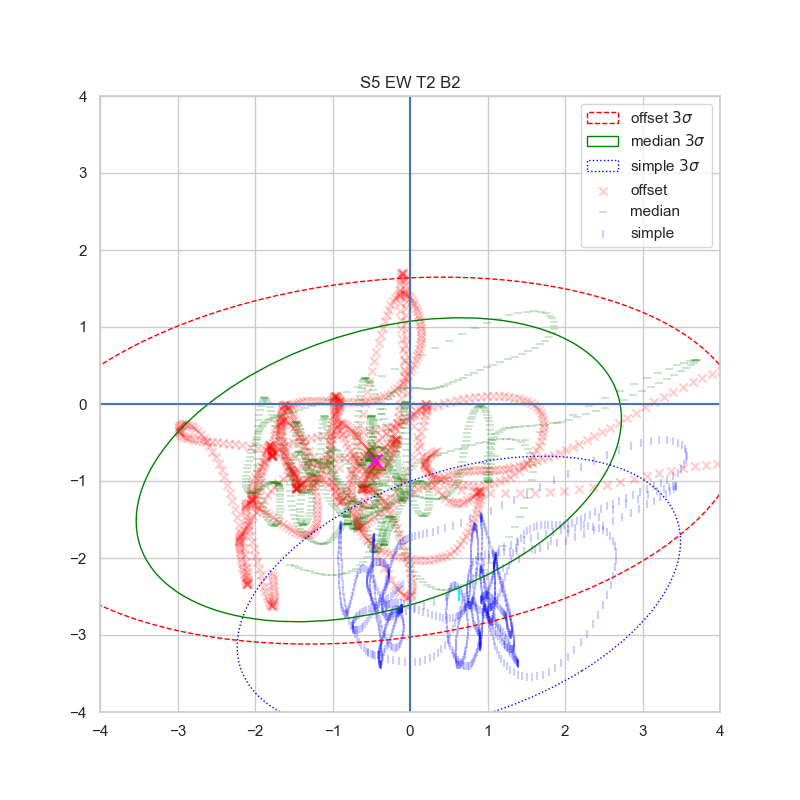 S5 EW T2 B2
offset 3σ
median 3σ
simple 3σ
offset
median
simple
4
3
2
1
0
−1
−2
−3
−4
−4 −3 −2 −1 0 1 2 3 4